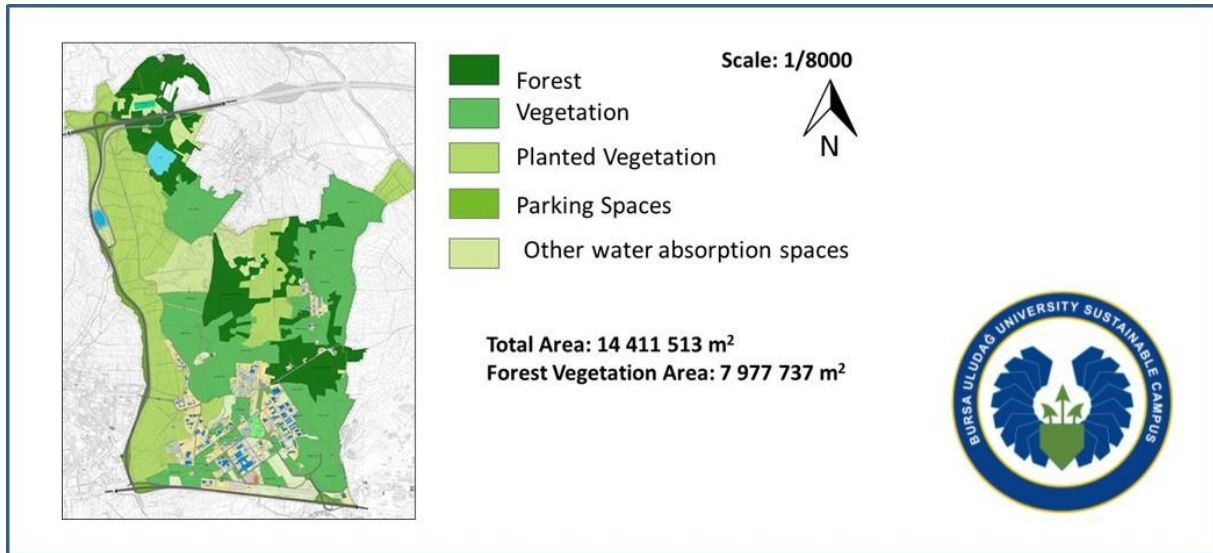 Forest
Vegetation
Planted Vegetation
Parking Spaces
Other water absorption spaces
Scale: 1/8000
N
Total Area: 14 411 513 m²
Forest Vegetation Area: 7 977 737 m²
BURSA ULUDAĞ UNIVERSITY SUSTAINABLE CAMPUS